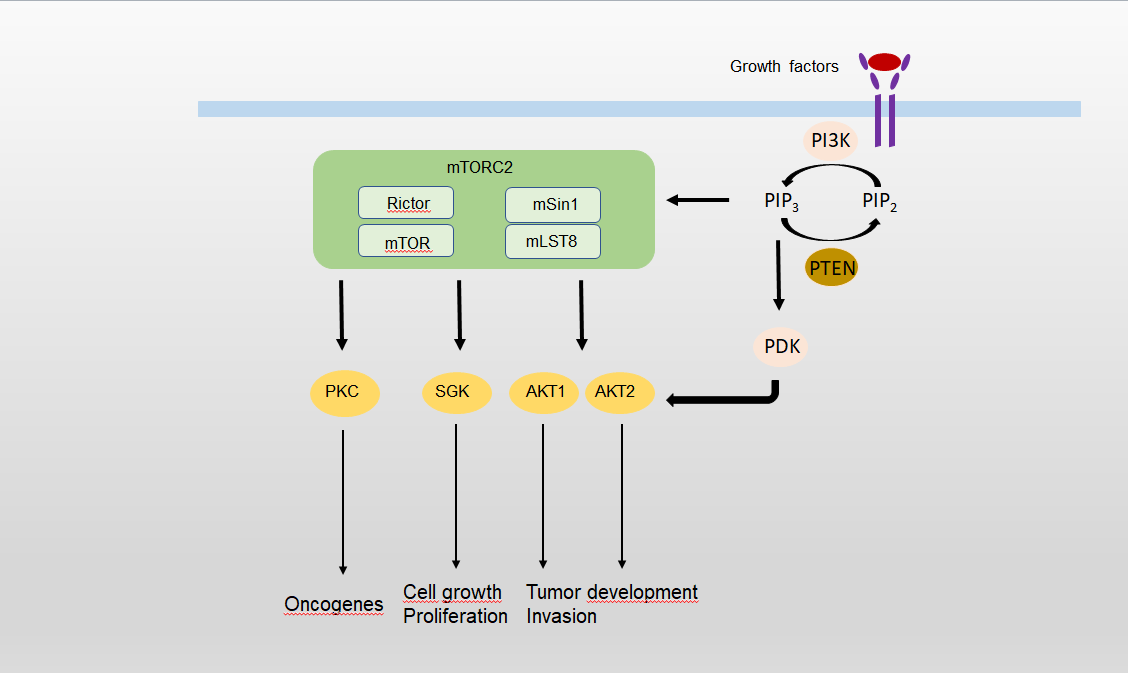 Growth factors
PI3K
mTORC2
Rictor
mSin1
PIP3
PIP2
mTOR
mLST8
PTEN
PDK
PKC
SGK
AKT1
AKT2
Oncogenes
Cell growth
Proliferation
Tumor development
Invasion